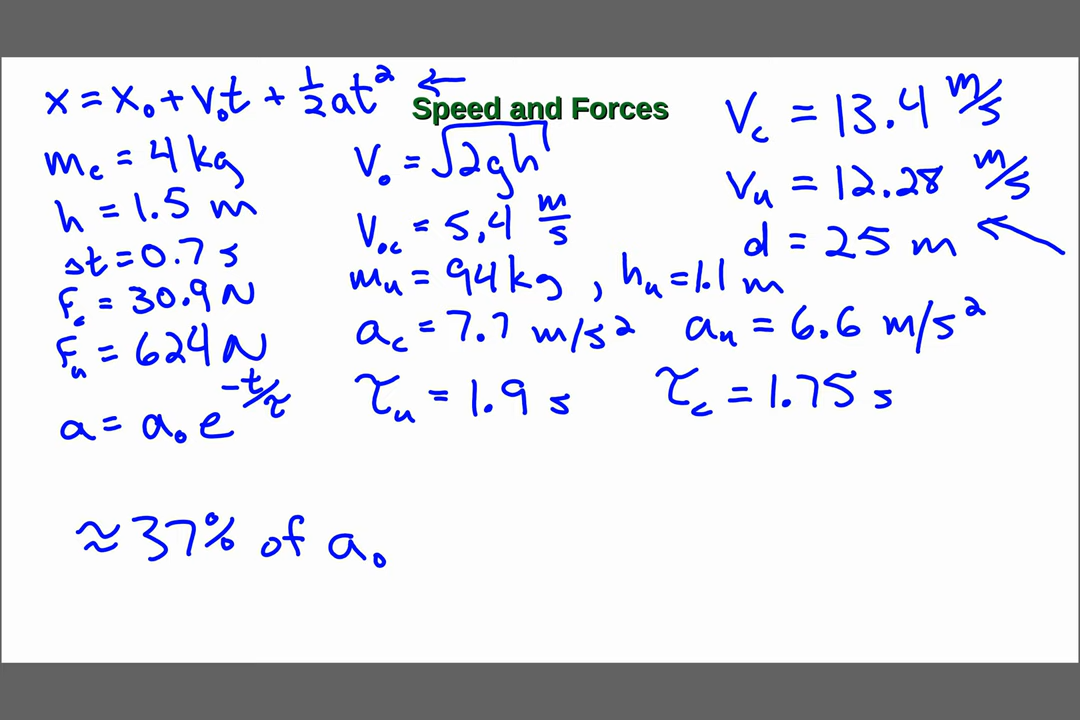 x = x₀ + v₀t + ½at² ←
Speed and Forces
m_c = 4 kg
h = 1.5 m
Δt = 0.7 s
F_c = 30.9 N
F_u = 624 N
a = a₀e^(-t/τ)
v₀ = √(2gh)
v₀c = 5.4 m/s
m_u = 94 kg, h_u = 1.1 m
a_c = 7.7 m/s² a_u = 6.6 m/s²
τ_u = 1.9 s τ_c = 1.75 s
v_c = 13.4 m/s
v_u = 12.28 m/s
d = 25 m ←
≈ 37% of a₀